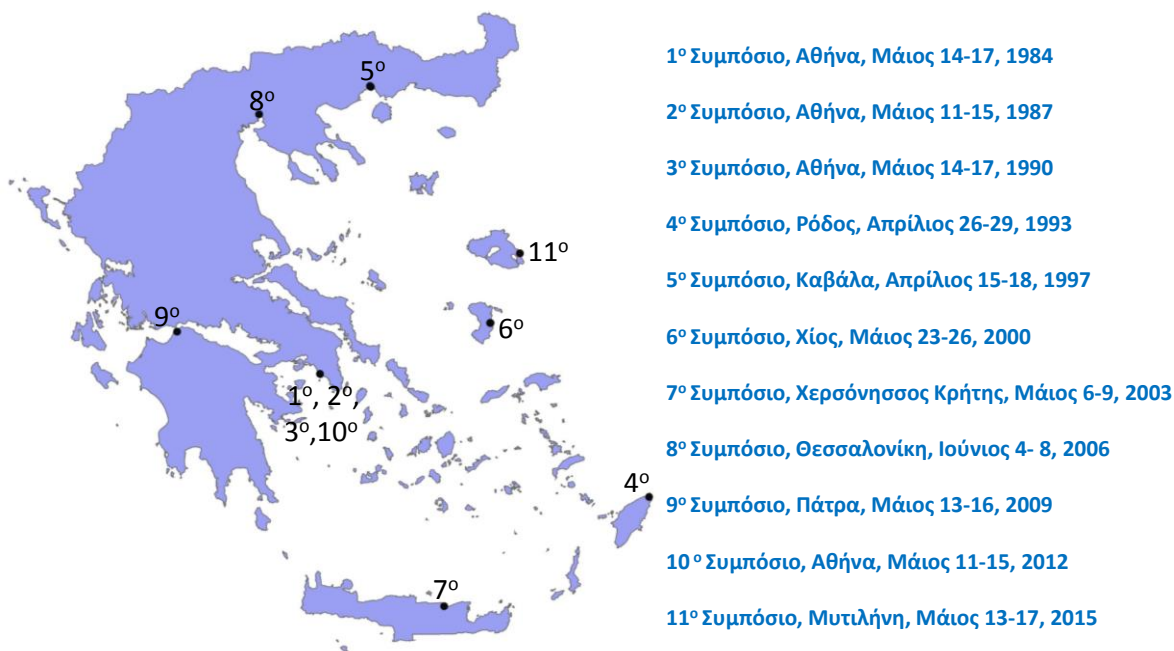 1ο Συμπόσιο, Αθήνα, Μάιος 14-17, 1984
2ο Συμπόσιο, Αθήνα, Μάιος 11-15, 1987
3ο Συμπόσιο, Αθήνα, Μάιος 14-17, 1990
4ο Συμπόσιο, Ρόδος, Απρίλιος 26-29, 1993
5ο Συμπόσιο, Καβάλα, Απρίλιος 15-18, 1997
6ο Συμπόσιο, Χίος, Μάιος 23-26, 2000
7ο Συμπόσιο, Χερσόνησσος Κρήτης, Μάιος 6-9, 2003
8ο Συμπόσιο, Θεσσαλονίκη, Ιούνιος 4- 8, 2006
9ο Συμπόσιο, Πάτρα, Μάιος 13-16, 2009
10 ο Συμπόσιο, Αθήνα, Μάιος 11-15, 2012
11ο Συμπόσιο, Μυτιλήνη, Μάιος 13-17, 2015
5ο
8ο
11ο
9ο
6ο
1ο, 2ο,
3ο,10ο
4ο
7ο